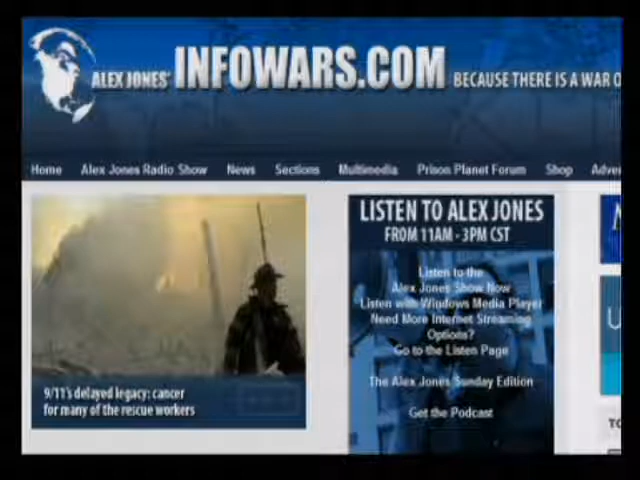 ALEX JONES' INFOWARS.COM BECAUSE THERE IS A WAR O
Home Alex Jones Radio Show News Sections Multimedia Prison Planet Forum Shop Adve
LISTEN TO ALEX JONES
FROM 11AM - 3PM CST
Listen to the
Alex Jones Show Now
Listen with Windows Media Player
Need More Internet Streaming
Options?
Go to the Listen Page
The Alex Jones Sunday Edition
Get the Podcast
9/11's delayed legacy: cancer
for many of the rescue workers